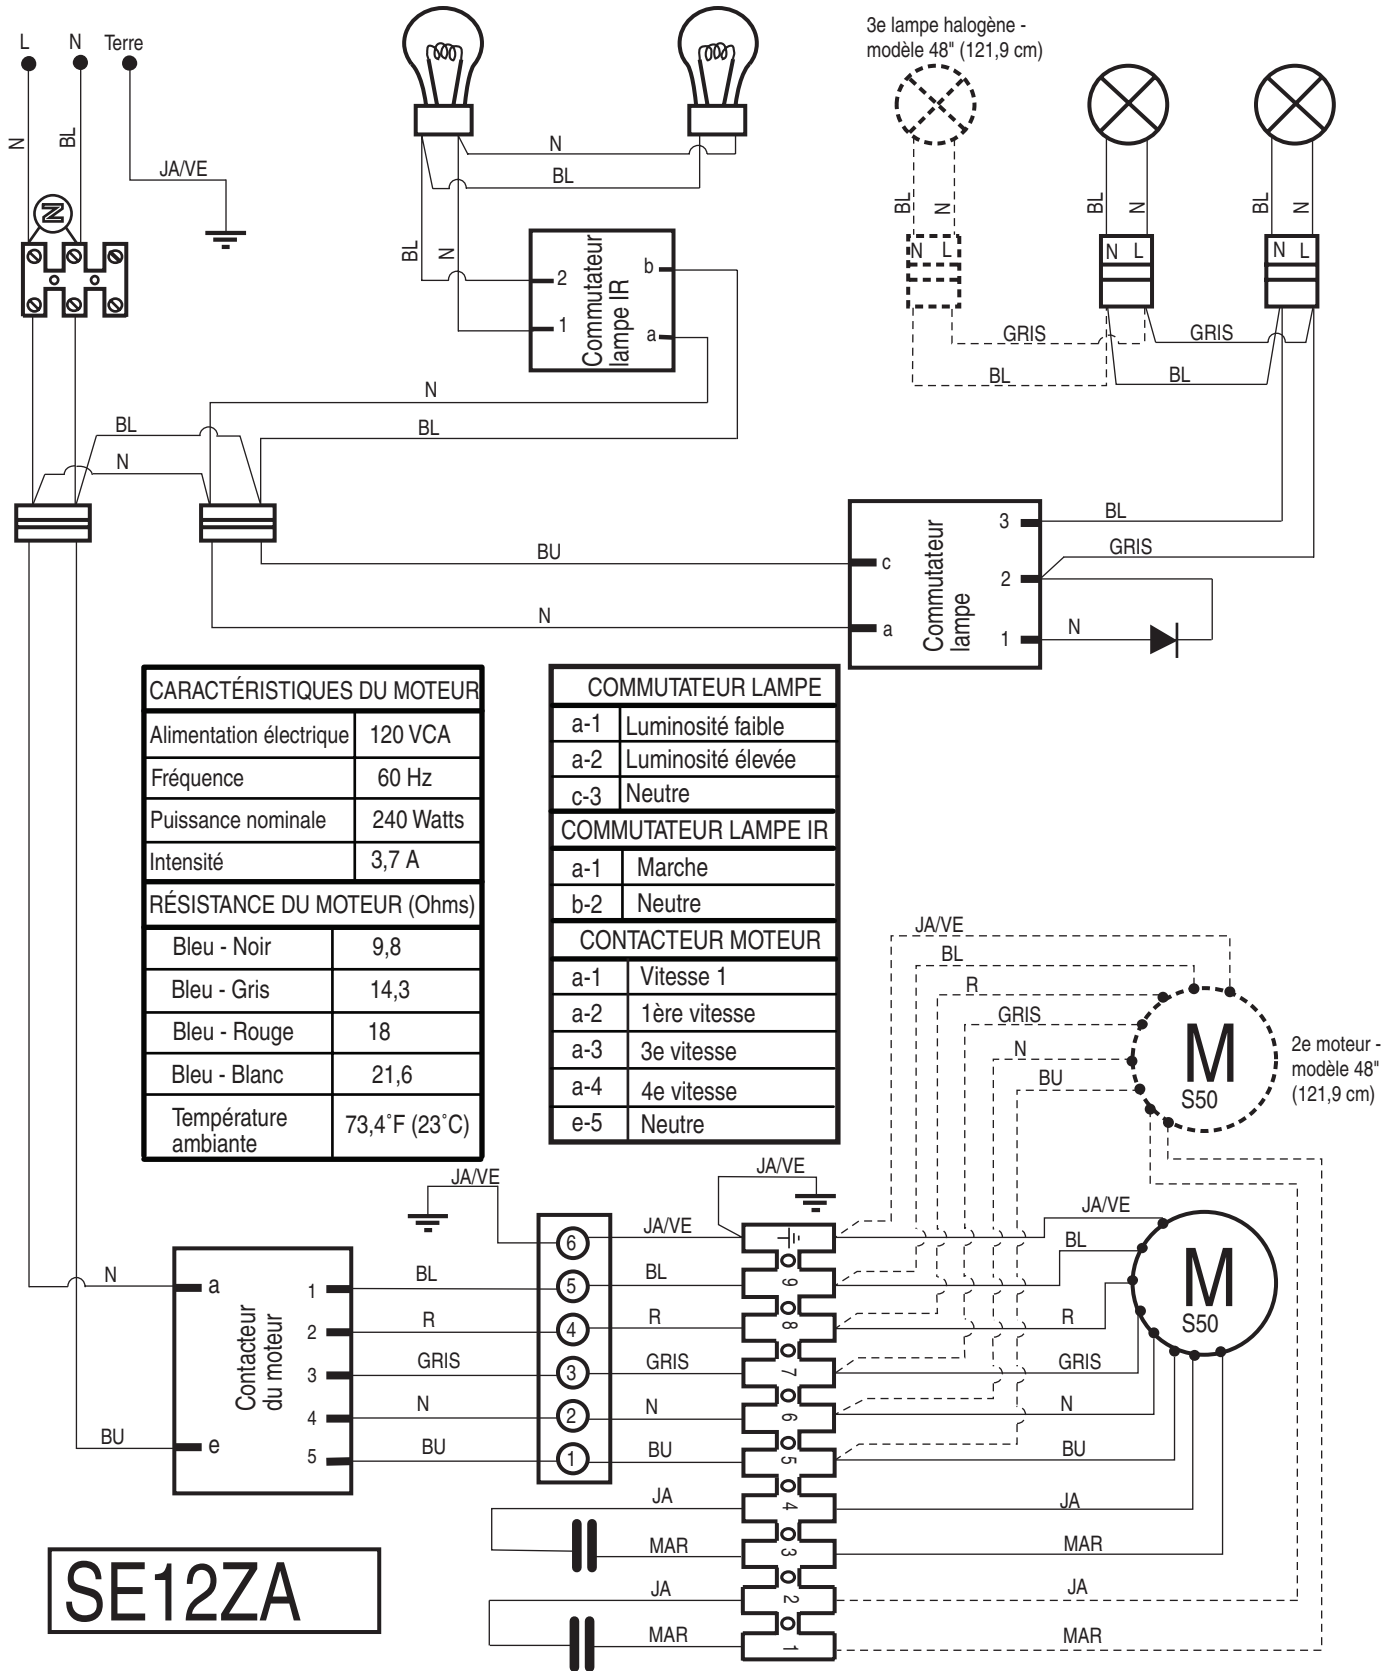 L N Terre
3e lampe halogène -
modèle 48" (121,9 cm)
N
BL
JA/VE
N
N
BL
BL
N
BL
N
BL
N
BL
N
N L
N L
N L
2
1
b
a
Commutateur
lampe IR
GRIS
GRIS
BL
BL
N
BL
BL
N
BU
N
c
a
Commutateur
lampe
3
2
1
BL
GRIS
N
CARACTÉRISTIQUES DU MOTEUR
Alimentation électrique 120 VCA
Fréquence 60 Hz
Puissance nominale 240 Watts
Intensité 3,7 A
RÉSISTANCE DU MOTEUR (Ohms)
Bleu - Noir 9,8
Bleu - Gris 14,3
Bleu - Rouge 18
Bleu - Blanc 21,6
Température
ambiante 73,4˚F (23˚C)
COMMUTATEUR LAMPE
a-1 Luminosité faible
a-2 Luminosité élevée
c-3 Neutre
COMMUTATEUR LAMPE IR
a-1 Marche
b-2 Neutre
CONTACTEUR MOTEUR
a-1 Vitesse 1
a-2 1ère vitesse
a-3 3e vitesse
a-4 4e vitesse
e-5 Neutre
JA/VE
BL
R
GRIS
N
BU
M
S50
2e moteur -
modèle 48"
(121,9 cm)
JA/VE
JA/VE
JA/VE
JA/VE
M
S50
N
BU
a
e
Contacteur
du moteur
1
2
3
4
5
BL
R
GRIS
N
BU
6
5
4
3
2
1
BL
R
GRIS
N
BU
JA
MAR
JA
MAR
9
8
7
6
5
4
3
2
1
BL
R
GRIS
N
BU
JA
MAR
JA
MAR
SE12ZA